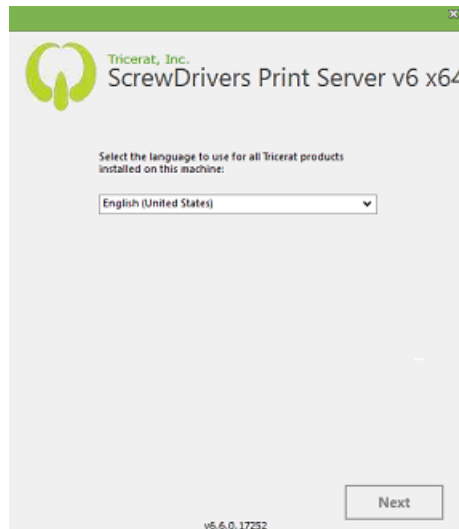 Tricerat, Inc.
ScrewDrivers Print Server v6 x64
Select the language to use for all Tricerat products
installed on this machine:
English (United States)
Next
v6.6.0.17252